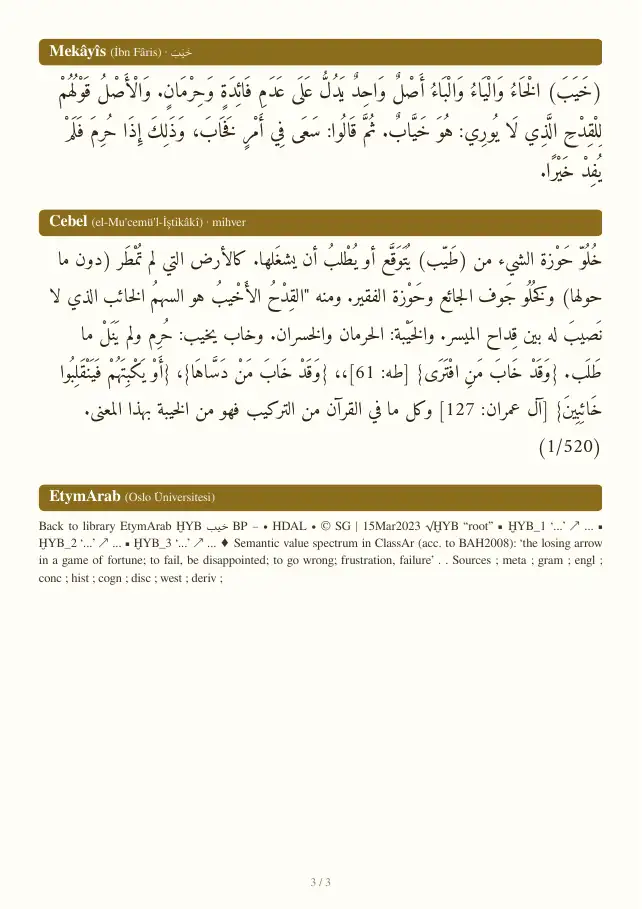 Mekâyîs (İbn Fâris) · خَيَبَ
(خَيَبَ) الْخَاءُ وَالْيَاءُ وَالْبَاءُ أَصْلٌ وَاحِدٌ يَدُلُّ عَلَى عَدَمِ فَائِدَةٍ وَحِرْمَانٍ. وَالْأَصْلُ قَوْلُهُمْ
لِلْقِدْحِ الَّذِي لَا يُورِي: هُوَ خَيَّابٌ. ثُمَّ قَالُوا: سَعَى فِي أَمْرٍ فَخَابَ، وَذَلِكَ إِذَا حُرِمَ فَلَمْ
يُفِدْ خَيْرًا.
Cebel (el-Mu'cemü'l-İştikâkî) · mihver
خُلُوّ حَوْزة الشيء من (طَيّب) يُتَوَقَّع أو يُطْلبُ أن يشغَلها. كالأرض التي لم تُمْطَر (دون ما
حولها) وكخُلُو جَوف الجائع وحَوْزة الفقير. ومنه "القِدْحُ الأَخْيبُ هو السهمُ الخائب الذي لا
نَصيبَ له بين قِداح الميسر. والخَيْبة: الحرمان والخسران. وخاب يخيب: حُرِم ولم يَنَلْ ما
طَلَب. {وَقَدْ خَابَ مَنِ افْتَرَى} [طه: 61]،، {وَقَدْ خَابَ مَنْ دَسَّاهَا}، {أَوْ يَكْبِتَهُمْ فَيَنْقَلِبُوا
خَائِبِينَ} [آل عمران: 127] وكل ما في القرآن من التركيب فهو من الخيبة بهذا المعنى.
(1/520)
EtymArab (Oslo Üniversitesi)
Back to library EtymArab ḪYB خيب BP – • HDAL • © SG | 15Mar2023 √ḪYB “root” ▪ ḪYB_1 ‘...’ ↗ ... ▪
ḪYB_2 ‘...’ ↗ ... ▪ ḪYB_3 ‘...’ ↗ ... ♦ Semantic value spectrum in ClassAr (acc. to BAH2008): ‘the losing arrow
in a game of fortune; to fail, be disappointed; to go wrong; frustration, failure’ . . Sources ; meta ; gram ; engl ;
conc ; hist ; cogn ; disc ; west ; deriv ;
3 / 3